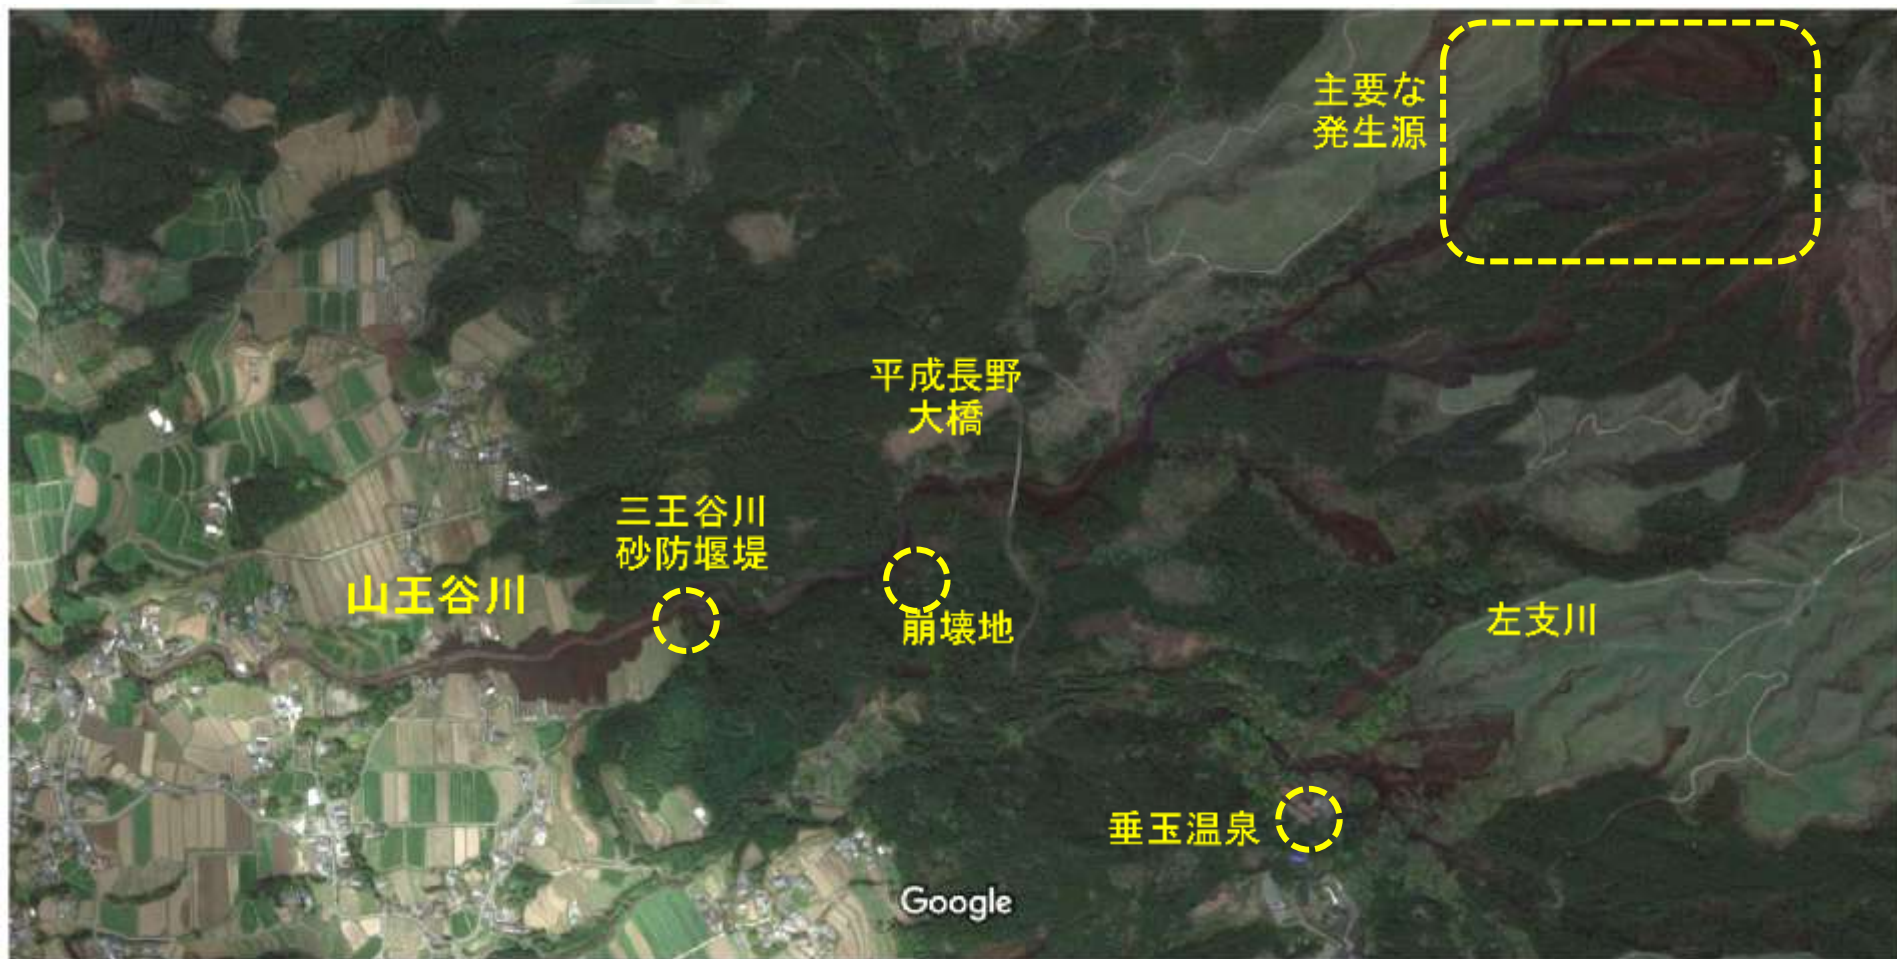 主要な
発生源
平成長野
大橋
三王谷川
砂防堰堤
山王谷川
崩壊地
左支川
垂玉温泉
Google